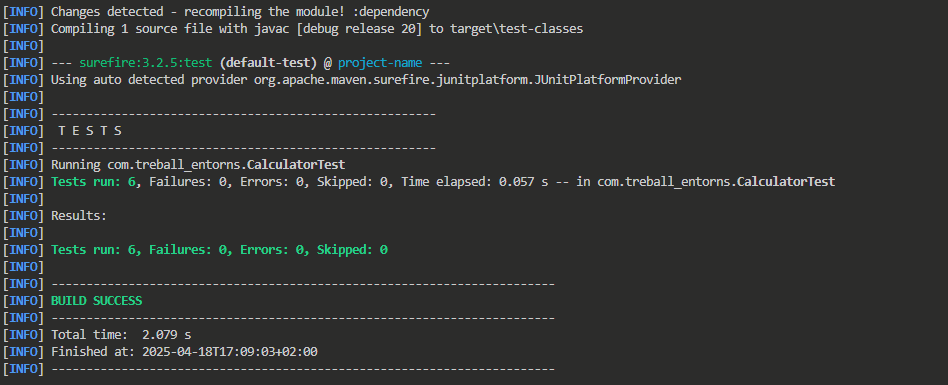 [INFO] Changes detected - recompiling the module! :dependency
[INFO] Compiling 1 source file with javac [debug release 20] to target\test-classes
[INFO]
[INFO] --- surefire:3.2.5:test (default-test) @ project-name ---
[INFO] Using auto detected provider org.apache.maven.surefire.junitplatform.JUnitPlatformProvider
[INFO]
[INFO] -------------------------------------------------------
[INFO]  T E S T S
[INFO] -------------------------------------------------------
[INFO] Running com.treball_entorns.CalculatorTest
[INFO] Tests run: 6, Failures: 0, Errors: 0, Skipped: 0, Time elapsed: 0.057 s -- in com.treball_entorns.CalculatorTest
[INFO]
[INFO] Results:
[INFO]
[INFO] Tests run: 6, Failures: 0, Errors: 0, Skipped: 0
[INFO]
[INFO] ------------------------------------------------------------------------
[INFO] BUILD SUCCESS
[INFO] ------------------------------------------------------------------------
[INFO] Total time:  2.079 s
[INFO] Finished at: 2025-04-18T17:09:03+02:00
[INFO] ------------------------------------------------------------------------